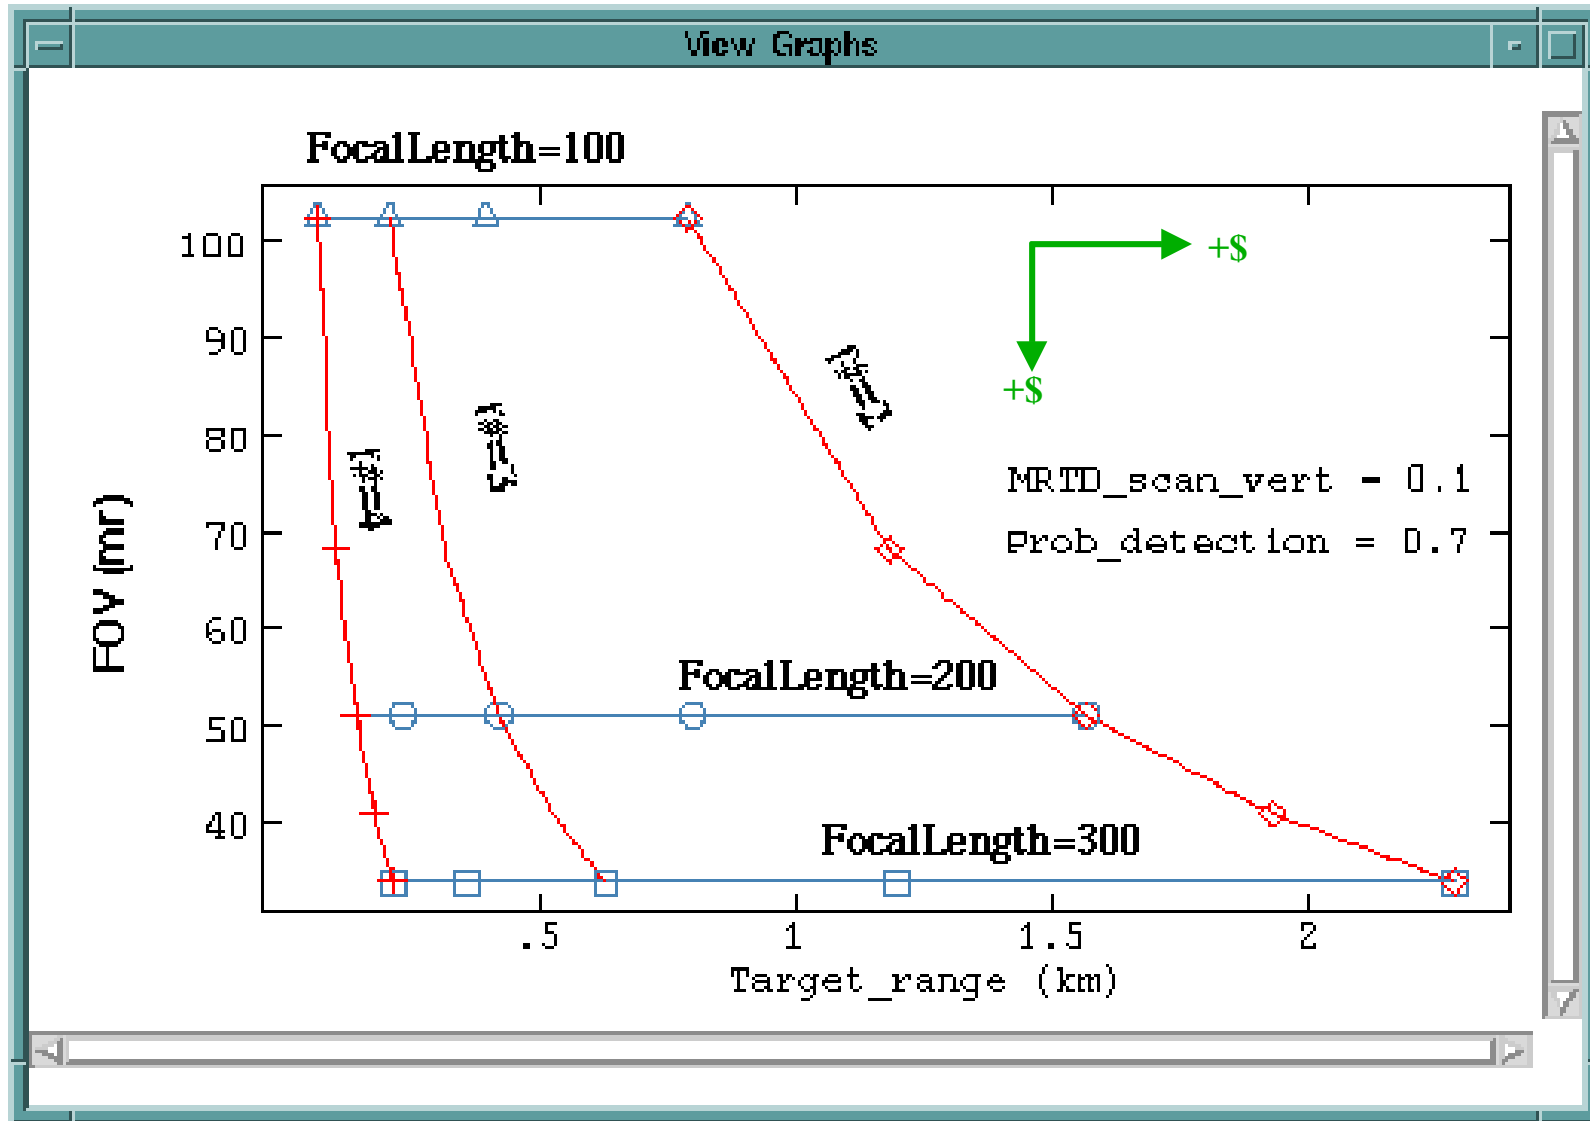 View Graphs
FocalLength=100
100
90
80
70
60
50
40
FOV (mr)
+$
+$
MRTD_scan_vert = 0.1
Prob_detection = 0.7
FocalLength=200
FocalLength=300
.5
1
1.5
2
Target_range (km)